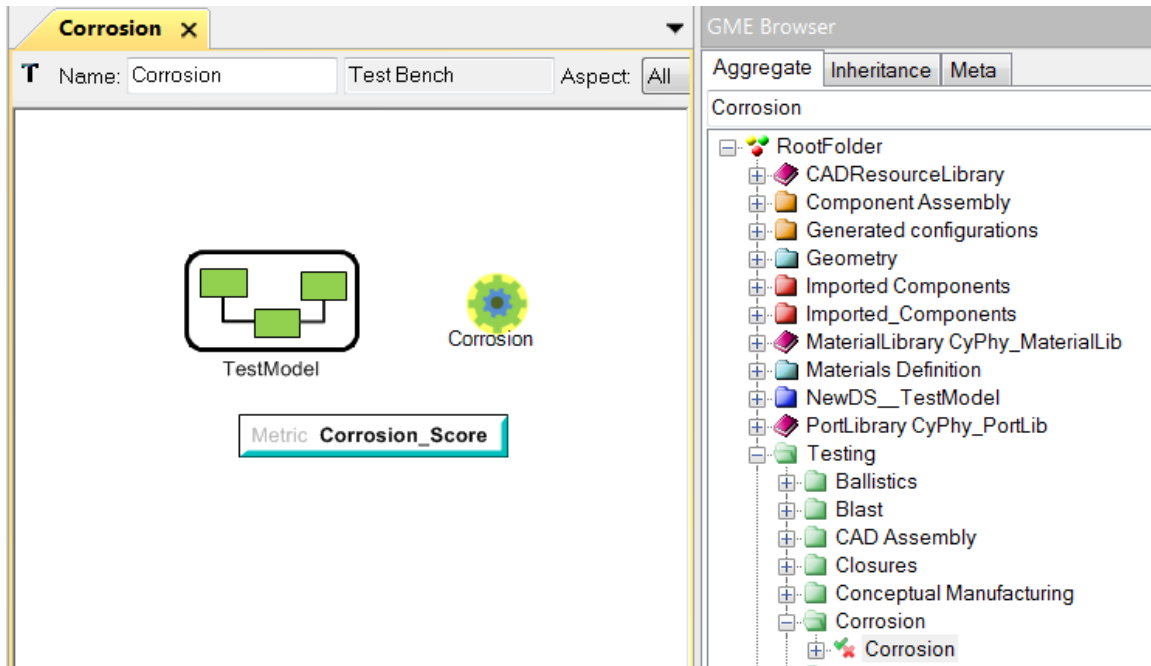 Corrosion
T Name: Corrosion Test Bench Aspect: All
TestModel
Corrosion
Metric Corrosion_Score
GME Browser
Aggregate Inheritance Meta
Corrosion
RootFolder
CADResourceLibrary
Component Assembly
Generated configurations
Geometry
Imported Components
Imported_Components
MaterialLibrary CyPhy_MaterialLib
Materials Definition
NewDS__TestModel
PortLibrary CyPhy_PortLib
Testing
Ballistics
Blast
CAD Assembly
Closures
Conceptual Manufacturing
Corrosion
Corrosion